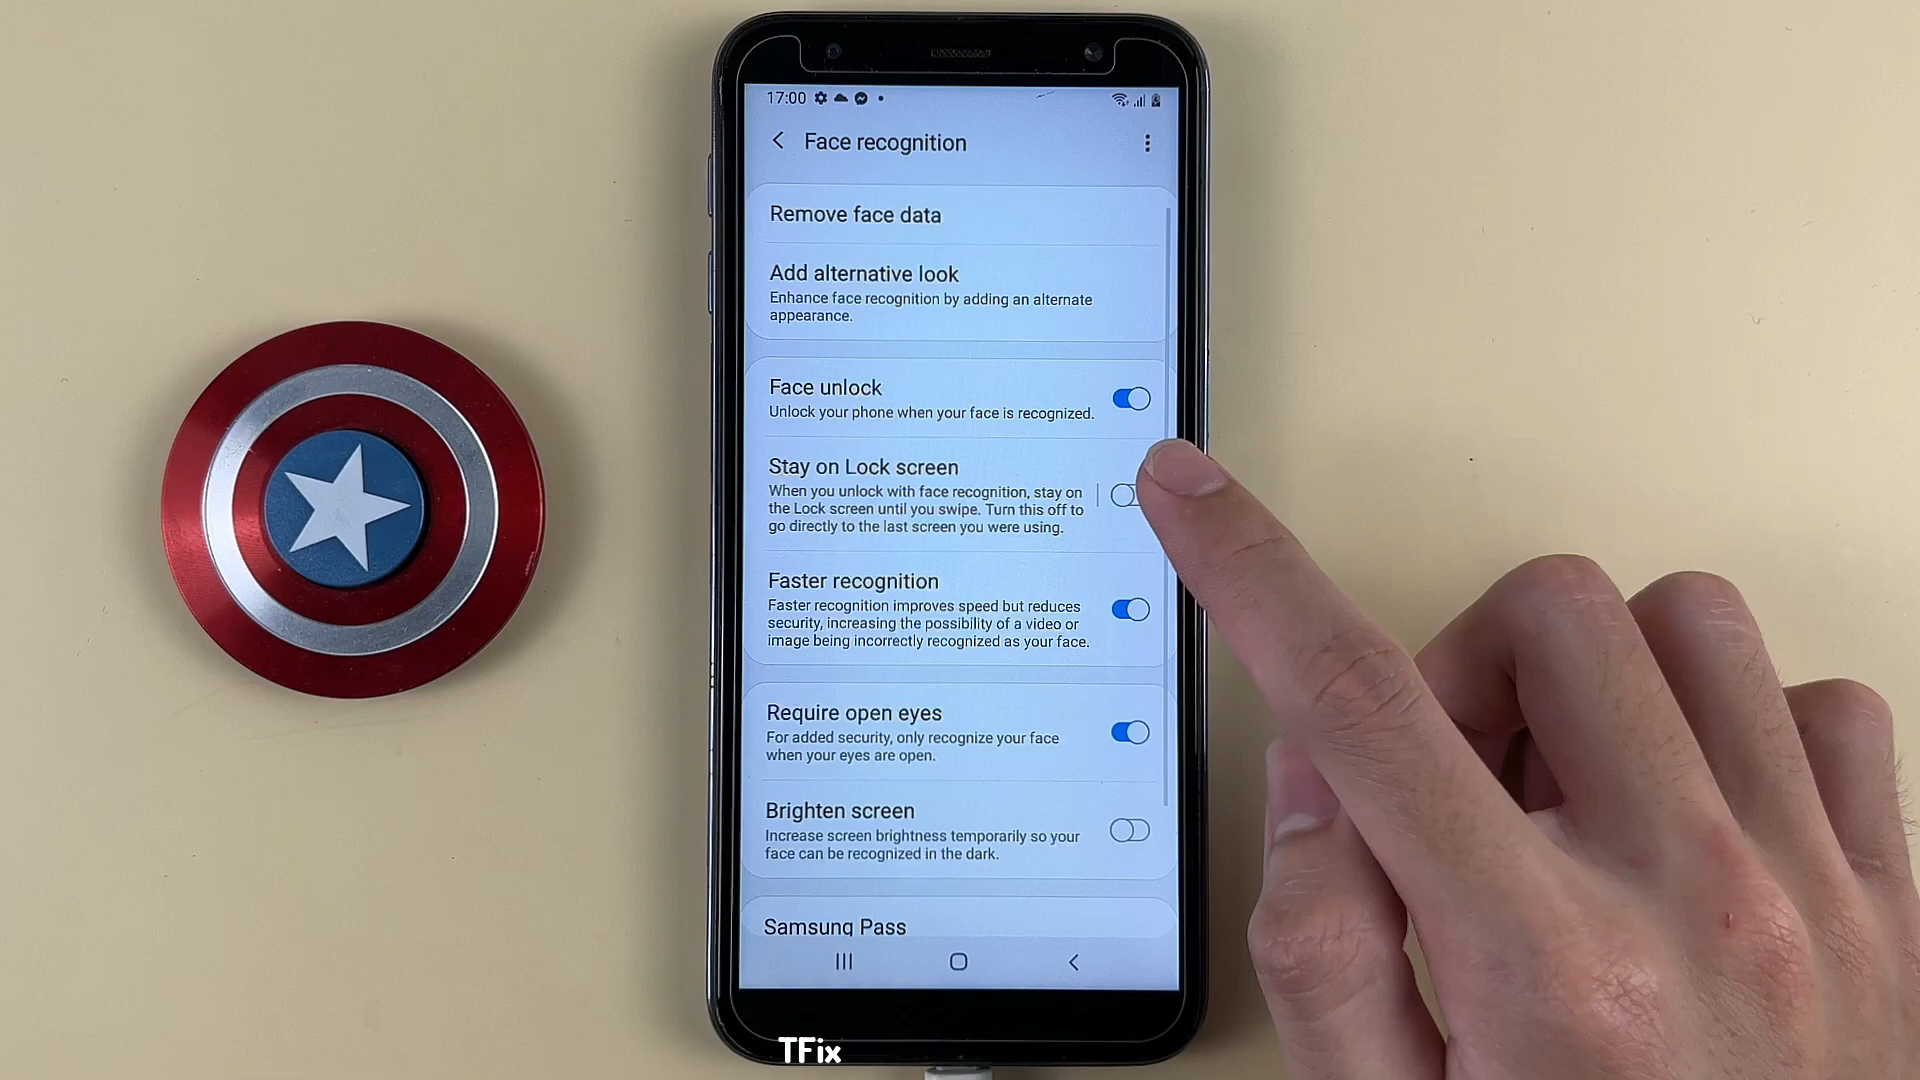 17:00
Face recognition
Remove face data
Add alternative look
Enhance face recognition by adding an alternate
appearance.
Face unlock
Unlock your phone when your face is recognized.
Stay on Lock screen
When you unlock with face recognition, stay on
the Lock screen until you swipe. Turn this off to
go directly to the last screen you were using.
Faster recognition
Faster recognition improves speed but reduces
security, increasing the possibility of a video or
image being incorrectly recognized as your face.
Require open eyes
For added security, only recognize your face
when your eyes are open.
Brighten screen
Increase screen brightness temporarily so your
face can be recognized in the dark.
Samsung Pass
TFix